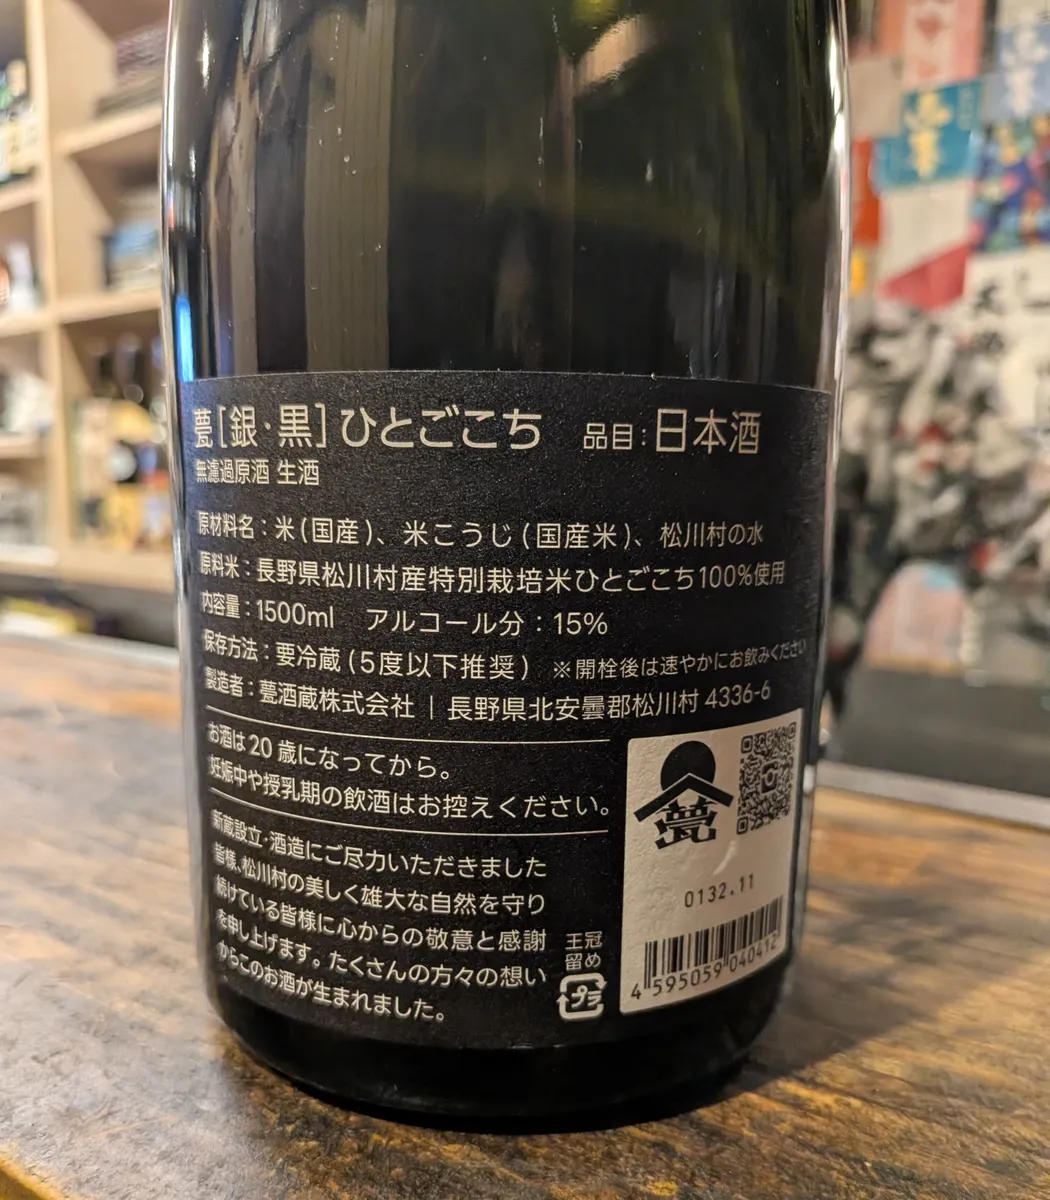 甍[銀・黒]ひとごこち 品目：日本酒
無濾過原酒 生酒
原材料名：米(国産)、米こうじ(国産米)、松川村の水
原料米：長野県松川村産特別栽培米ひとごこち100%使用
内容量：1500ml アルコール分：15%
保存方法：要冷蔵(5度以下推奨) ※開栓後は速やかにお飲みください
製造者：甍酒蔵株式会社｜長野県北安曇郡松川村 4336-6
お酒は20歳になってから。
妊娠中や授乳期の飲酒はお控えください。
新蔵設立・酒造にご尽力いただきました
皆様、松川村の美しく雄大な自然を守り
続けている皆様に心からの敬意と感謝
を申し上げます。たくさんの方々の想い
からこのお酒が生まれました。
王冠
留め
プラ
甍
0132.11
4 595059 040412